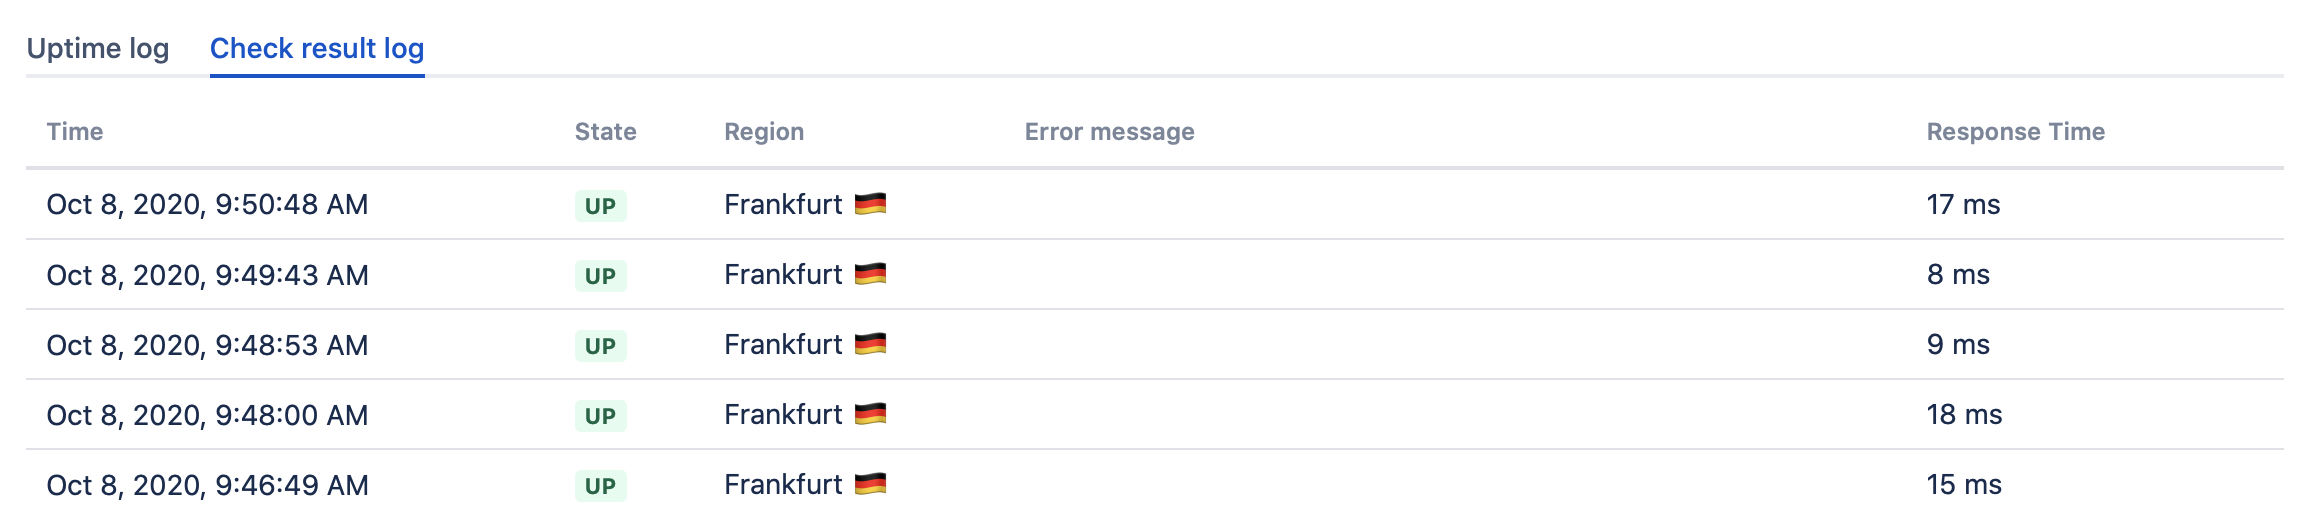 Uptime log Check result log
Time State Region Error message Response Time
Oct 8, 2020, 9:50:48 AM UP Frankfurt 🇩🇪 17 ms
Oct 8, 2020, 9:49:43 AM UP Frankfurt 🇩🇪 8 ms
Oct 8, 2020, 9:48:53 AM UP Frankfurt 🇩🇪 9 ms
Oct 8, 2020, 9:48:00 AM UP Frankfurt 🇩🇪 18 ms
Oct 8, 2020, 9:46:49 AM UP Frankfurt 🇩🇪 15 ms